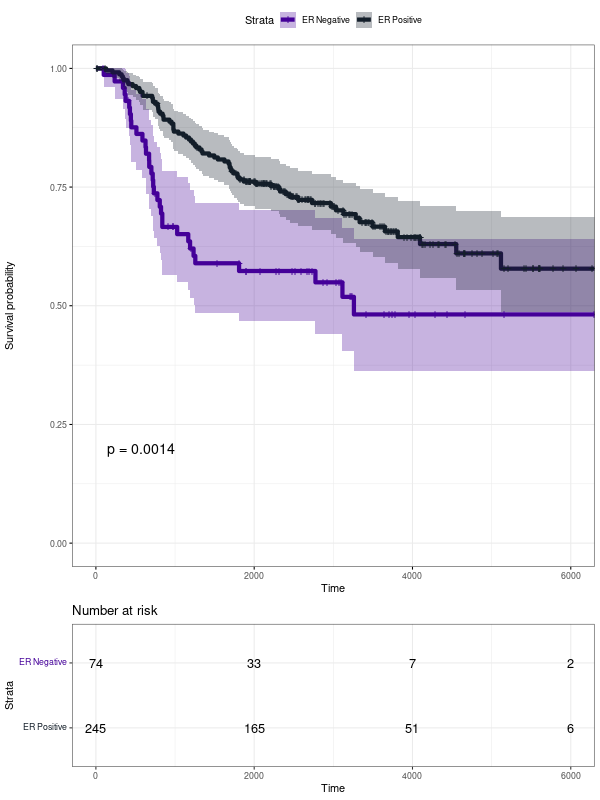 Strata ER Negative ER Positive
1.00
0.75
0.50
0.25
0.00
Survival probability
p = 0.0014
0 2000 4000 6000
Time
Number at risk
ER Negative 74 33 7 2
ER Positive 245 165 51 6
Strata
0 2000 4000 6000
Time